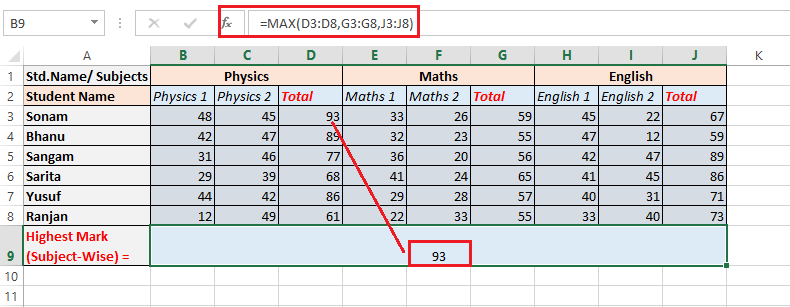 B9 fx =MAX(D3:D8,G3:G8,J3:J8)
A B C D E F G H I J K
1 Std.Name/ Subjects Physics Maths English
2 Student Name Physics 1 Physics 2 Total Maths 1 Maths 2 Total English 1 English 2 Total
3 Sonam 48 45 93 33 26 59 45 22 67
4 Bhanu 42 47 89 32 23 55 47 12 59
5 Sangam 31 46 77 36 20 56 42 47 89
6 Sarita 29 39 68 41 24 65 41 45 86
7 Yusuf 44 42 86 29 28 57 40 31 71
8 Ranjan 12 49 61 22 33 55 33 40 73
Highest Mark
9 (Subject-Wise) = 93
10
11